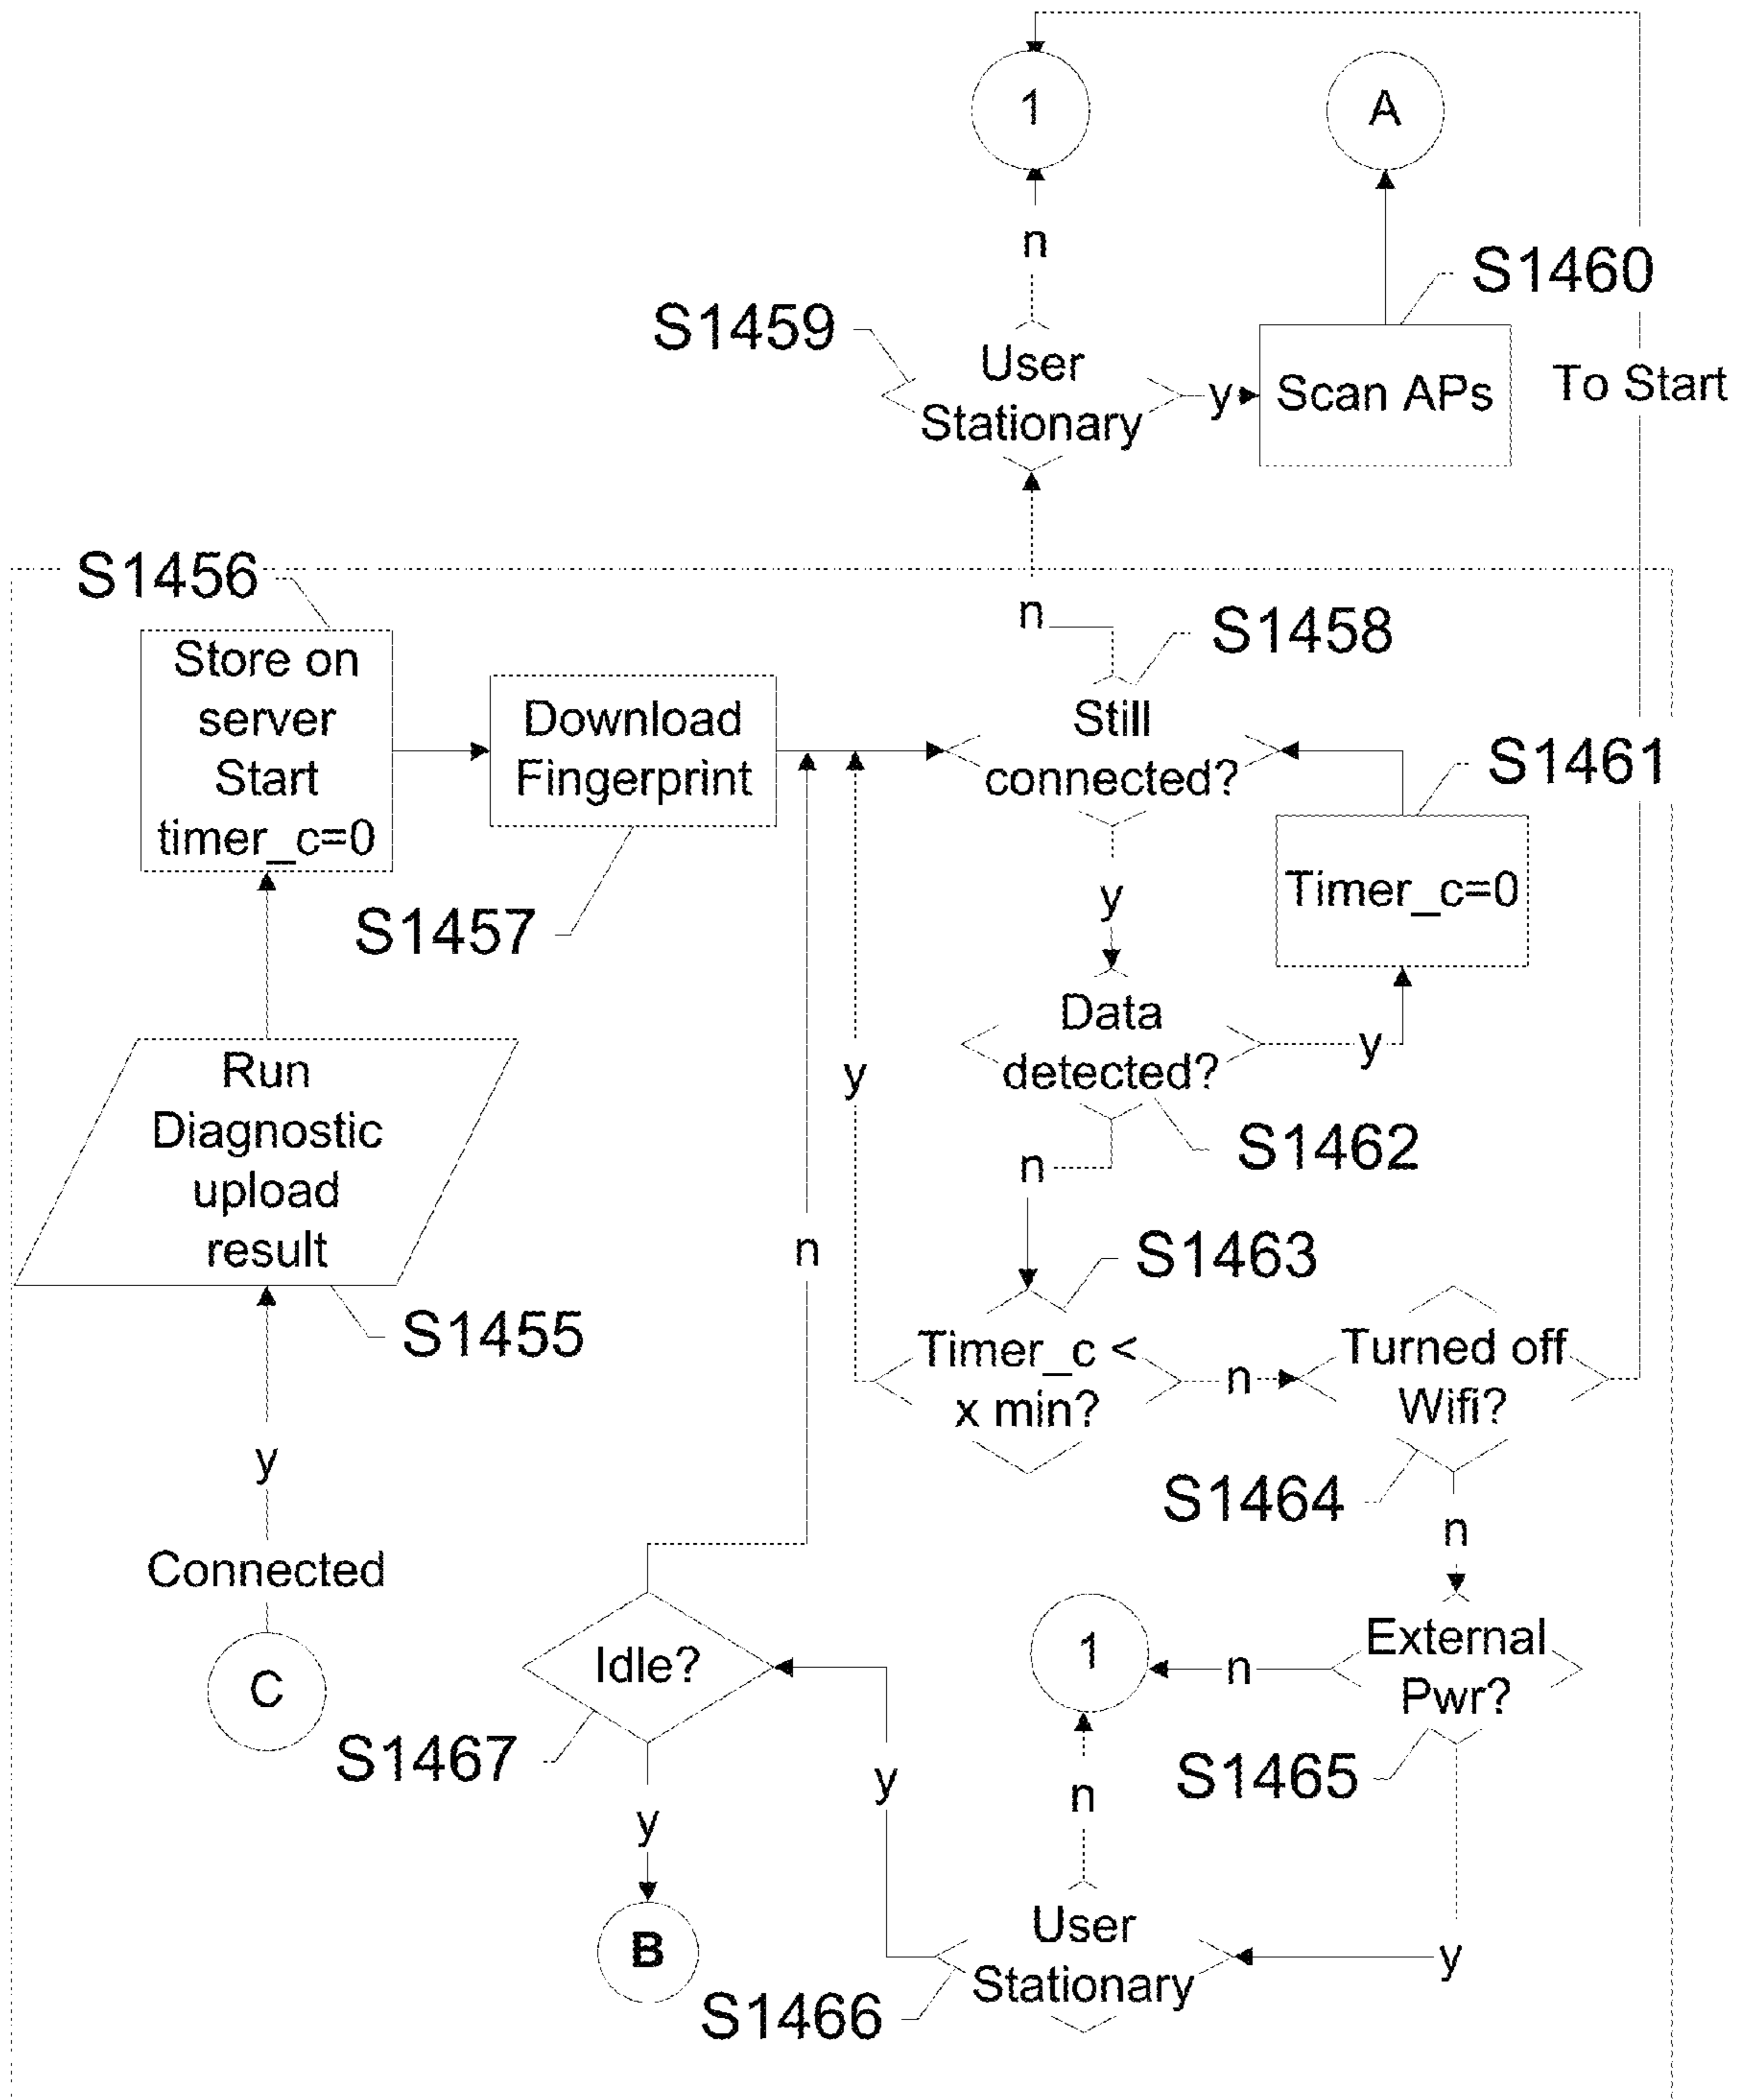 1
A
n
S1460
S1459
User
Stationary
y
Scan APs
To Start
S1456
n
S1458
Store on
server
Start
timer_c=0
Download
Fingerprint
Still
connected?
S1461
S1457
y
Timer_c=0
Data
detected?
y
y
Run
Diagnostic
upload
result
S1462
n
n
S1463
S1455
Timer_c <
x min?
n
Turned off
Wifi?
y
S1464
n
Connected
C
Idle?
1
n
External
Pwr?
S1467
y
n
S1465
y
B
User
Stationary
y
S1466